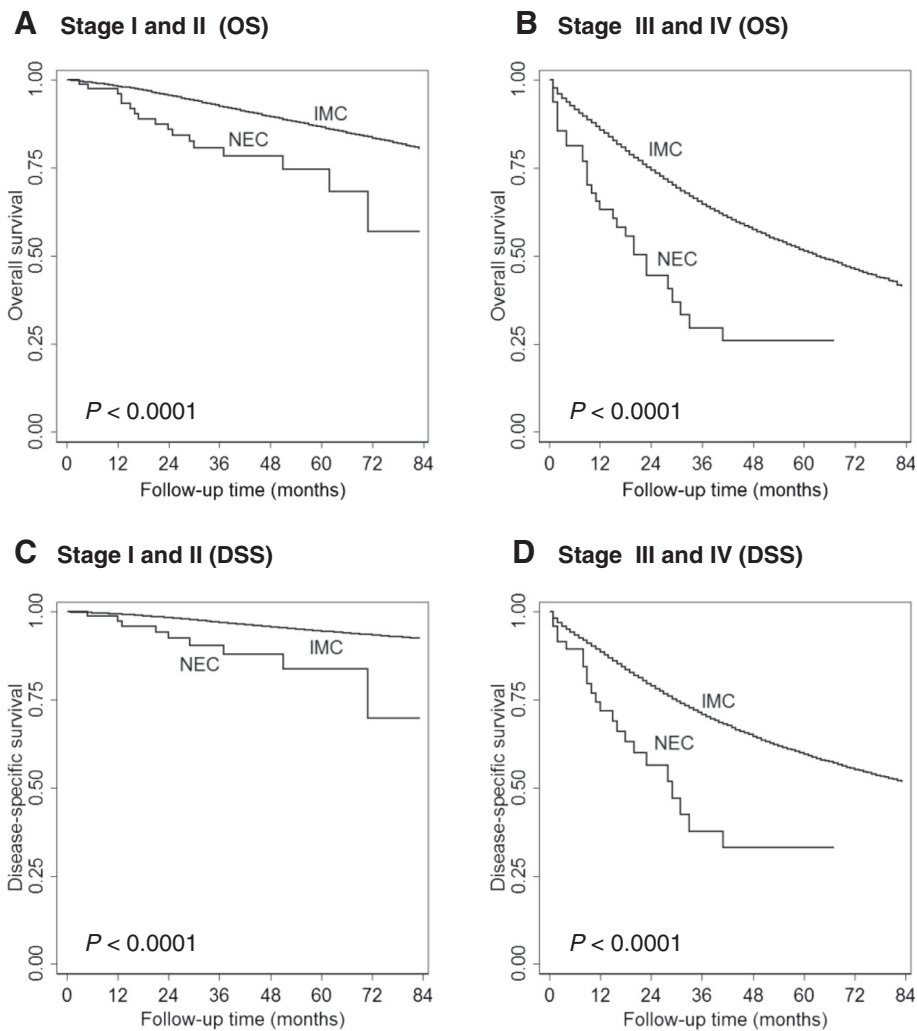 A Stage I and II (OS)
Overall survival
1.00
0.75
0.50
0.25
0.00
IMC
NEC
P < 0.0001
0 12 24 36 48 60 72 84
Follow-up time (months)
B Stage III and IV (OS)
Overall survival
1.00
0.75
0.50
0.25
0.00
IMC
NEC
P < 0.0001
0 12 24 36 48 60 72 84
Follow-up time (months)
C Stage I and II (DSS)
Disease-specific survival
1.00
0.75
0.50
0.25
0.00
IMC
NEC
P < 0.0001
0 12 24 36 48 60 72 84
Follow-up time (months)
D Stage III and IV (DSS)
Disease-specific survival
1.00
0.75
0.50
0.25
0.00
IMC
NEC
P < 0.0001
0 12 24 36 48 60 72 84
Follow-up time (months)